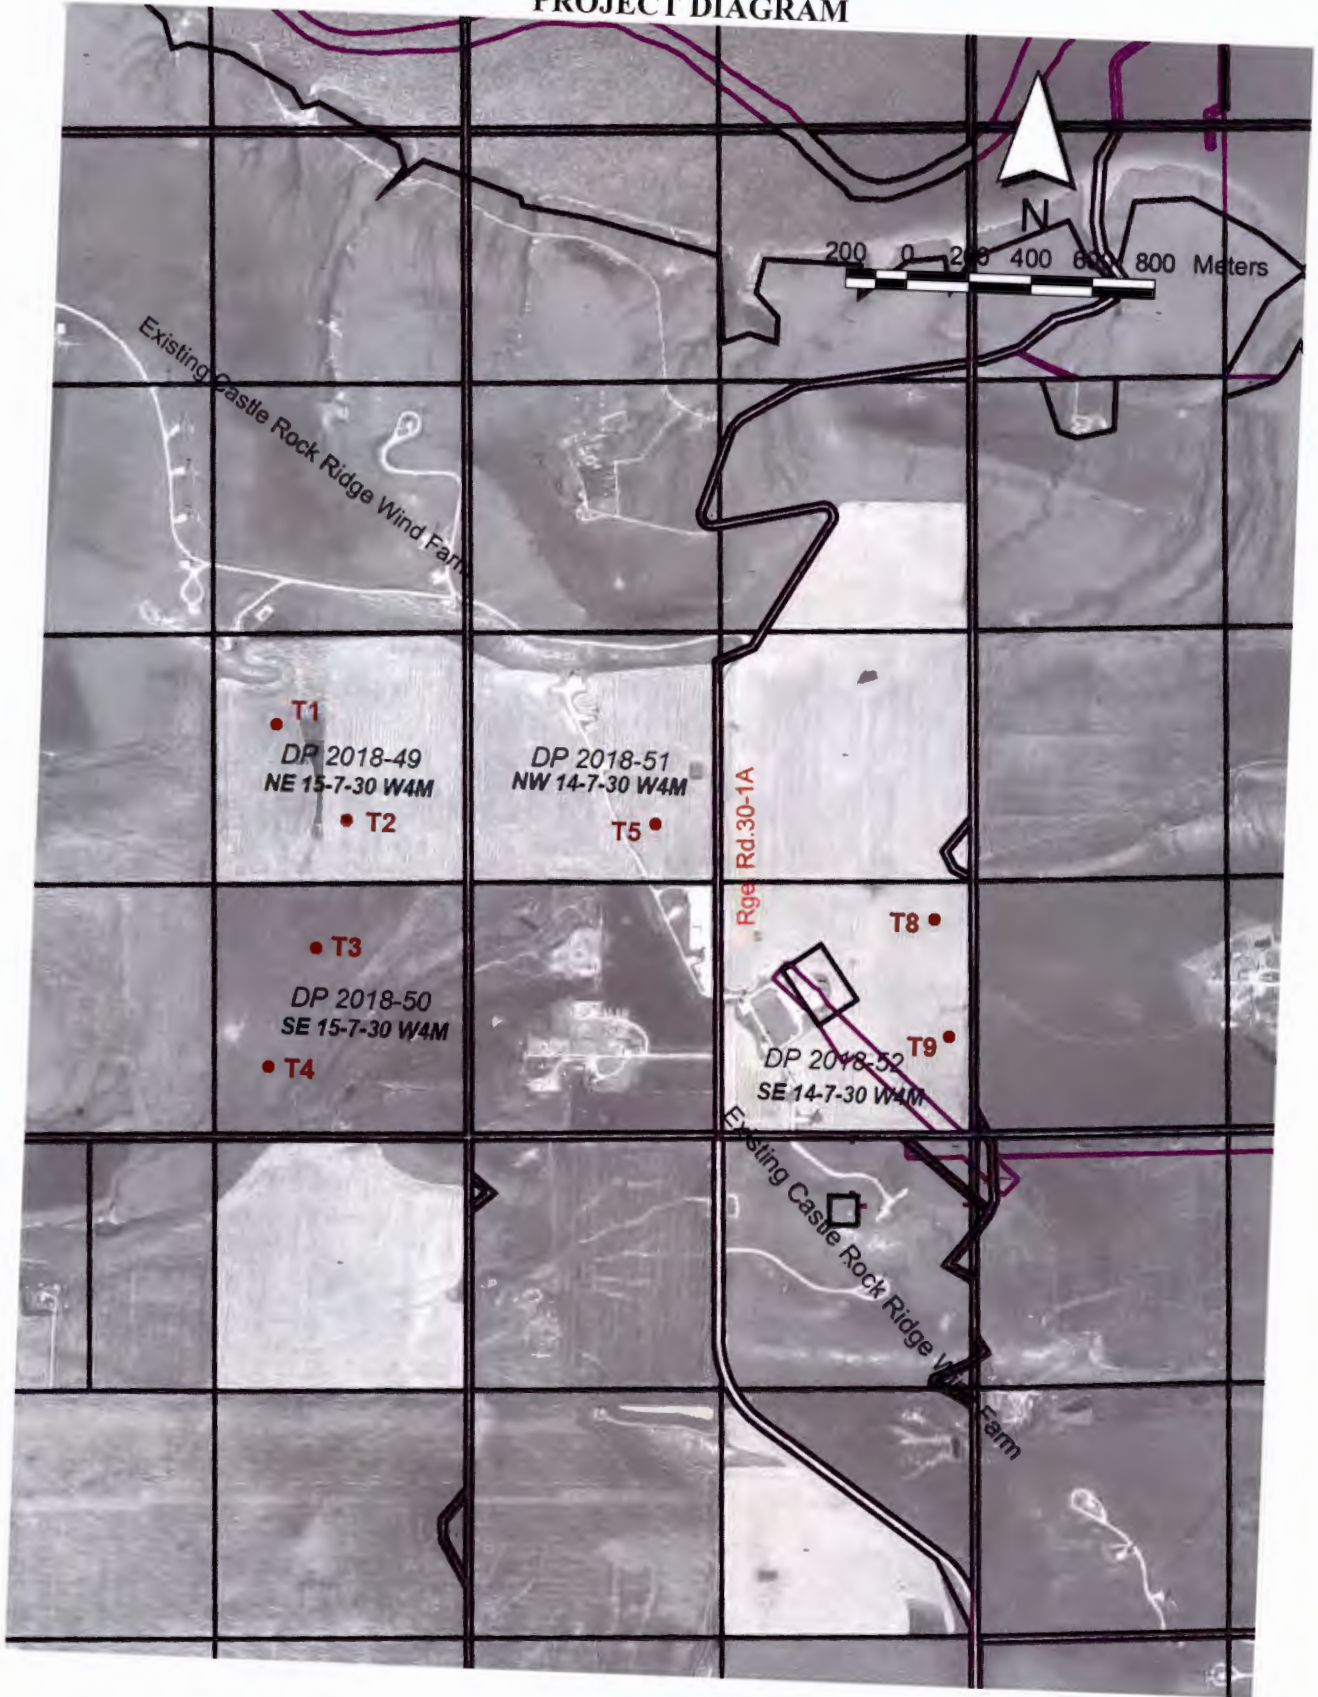 PROJECT DIAGRAM
N
200 0 200 400 600 800 Meters
Existing Castle Rock Ridge Wind Farm
T1
DP 2018-49
NE 15-7-30 W4M
T2
DP 2018-51
NW 14-7-30 W4M
T5
Rge. Rd.30-1A
T8
T3
DP 2018-50
SE 15-7-30 W4M
T4
T9
DP 2018-52
SE 14-7-30 W4M
Existing Castle Rock Ridge Wind Farm